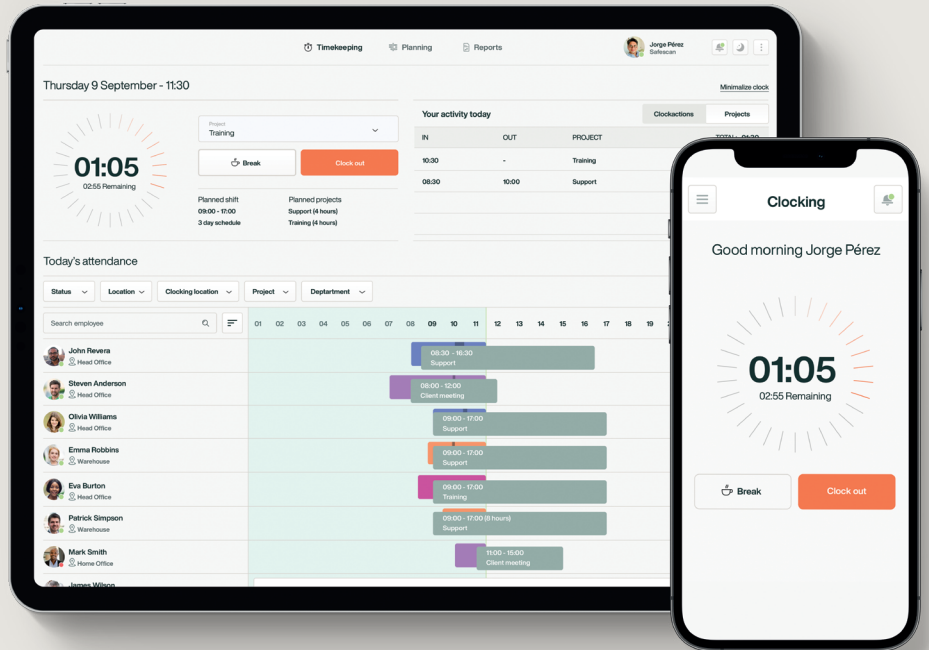 Timekeeping
Planning
Reports
Jorge Pérez
Safescan
Thursday 9 September - 11:30
Minimalize clock
01:05
02:55 Remaining
Project
Training
Break
Clock out
Planned shift
Planned projects
09:00 - 17:00
Support (4 hours)
3 day schedule
Training (4 hours)
Your activity today
Clockactions
Projects
IN
OUT
PROJECT
TOTAL: 01:30
10:30
-
Training
08:30
10:00
Support
Today's attendance
Status
Location
Clocking location
Project
Deptartment
Search employee
01 02 03 04 05 06 07 08 09 10 11 12 13 14 15 16 17 18 19
John Revera
Head Office
08:30 - 16:30
Support
Steven Anderson
Head Office
08:00 - 12:00
Client meeting
Olivia Williams
Head Office
09:00 - 17:00
Support
Emma Robbins
Warehouse
09:00 - 17:00
Support
Eva Burton
Head Office
09:00 - 17:00
Training
Patrick Simpson
Warehouse
09:00 - 17:00 (8 hours)
Support
Mark Smith
Home Office
11:00 - 15:00
Client meeting
James Wilson
Clocking
Good morning Jorge Pérez
01:05
02:55 Remaining
Break
Clock out